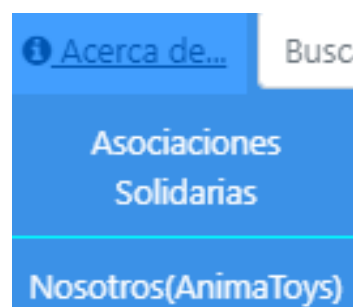 Acerca de... Busc
Asociaciones
Solidarias
Nosotros(AnimaToys)